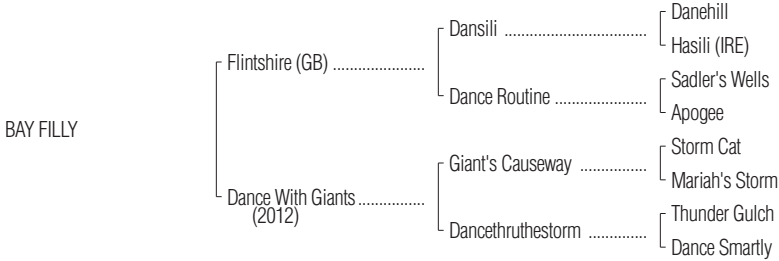 Danehill
Dansili ..................................
Hasili (IRE)
Flintshire (GB) ......................
Sadler's Wells
Dance Routine ......................
Apogee
BAY FILLY
Storm Cat
Giant's Causeway ................
Mariah's Storm
Dance With Giants ................
(2012)
Thunder Gulch
Dancethruthestorm ..............
Dance Smartly